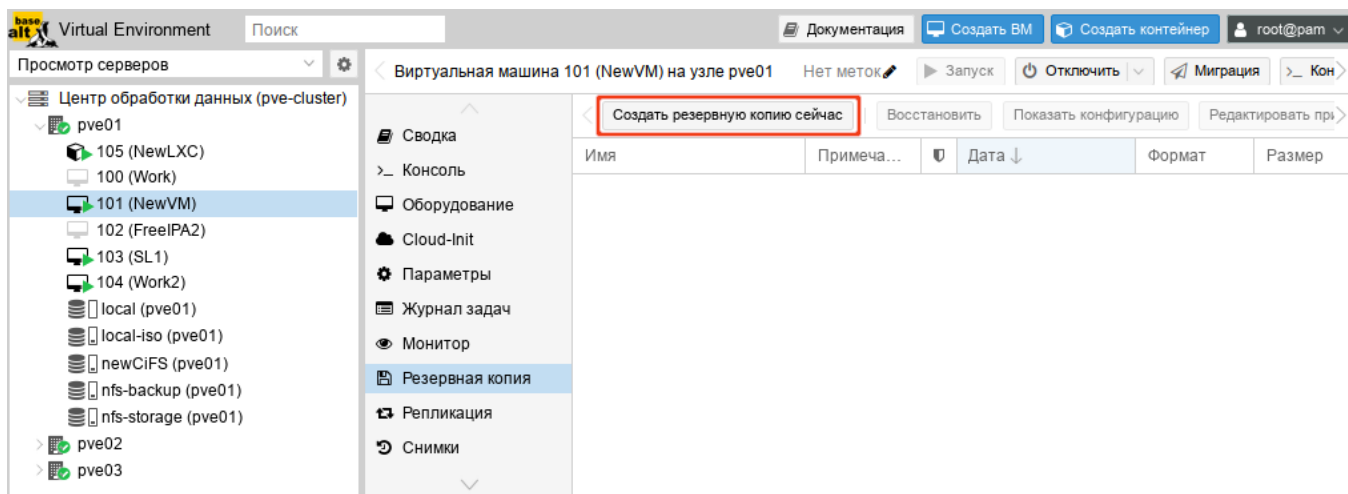 base
alt Virtual Environment Поиск Документация Создать ВМ Создать контейнер root@pam
Просмотр серверов
Виртуальная машина 101 (NewVM) на узле pve01 Нет меток Запуск Отключить Миграция >_ Кон
Центр обработки данных (pve-cluster)
pve01
105 (NewLXC)
100 (Work)
101 (NewVM)
102 (FreeIPA2)
103 (SL1)
104 (Work2)
local (pve01)
local-iso (pve01)
newCiFS (pve01)
nfs-backup (pve01)
nfs-storage (pve01)
pve02
pve03
Сводка
>_ Консоль
Оборудование
Cloud-Init
Параметры
Журнал задач
Монитор
Резервная копия
Репликация
Снимки
Создать резервную копию сейчас Восстановить Показать конфигурацию Редактировать при
Имя Примеча... Дата ↓ Формат Размер